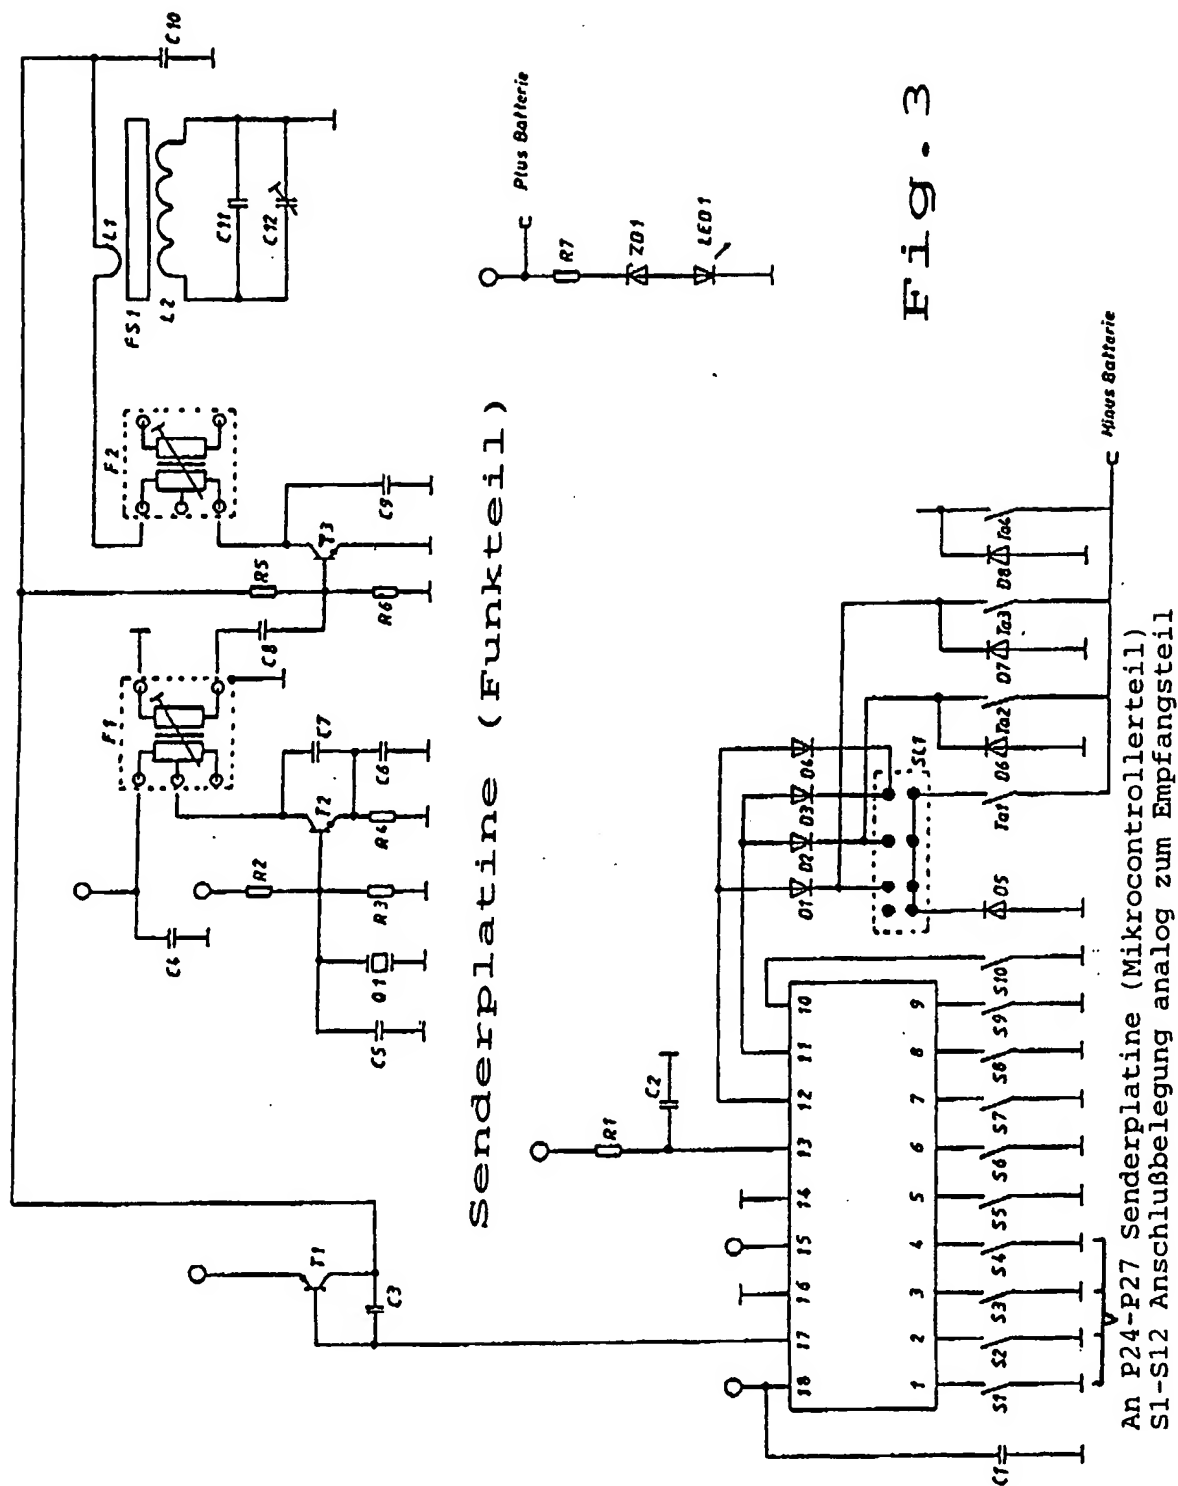 C10
L1
FS1
L2
C11
C12
F2
F1
T3
C9
R5
R6
C8
C7
C6
T2
R4
R2
R3
C4
Q1
C5
T1
C3
Plus Batterie
R7
ZD1
LED1
Fig.3
Senderplatine (Funkteil)
R1
C2
18 17 16 15 14 13 12 11 10
1 2 3 4 5 6 7 8 9
C1
S1 S2 S3 S4 S5 S6 S7 S8 S9 S10
D1 D2 D3 D4
SL1
D5
Ta1
D6 Ta2
D7 Ta3
D8 Ta4
Minus Batterie
An P24-P27 Senderplatine (Mikrocontrollerteil)
S1-S12 Anschlußbelegung analog zum Empfangsteil